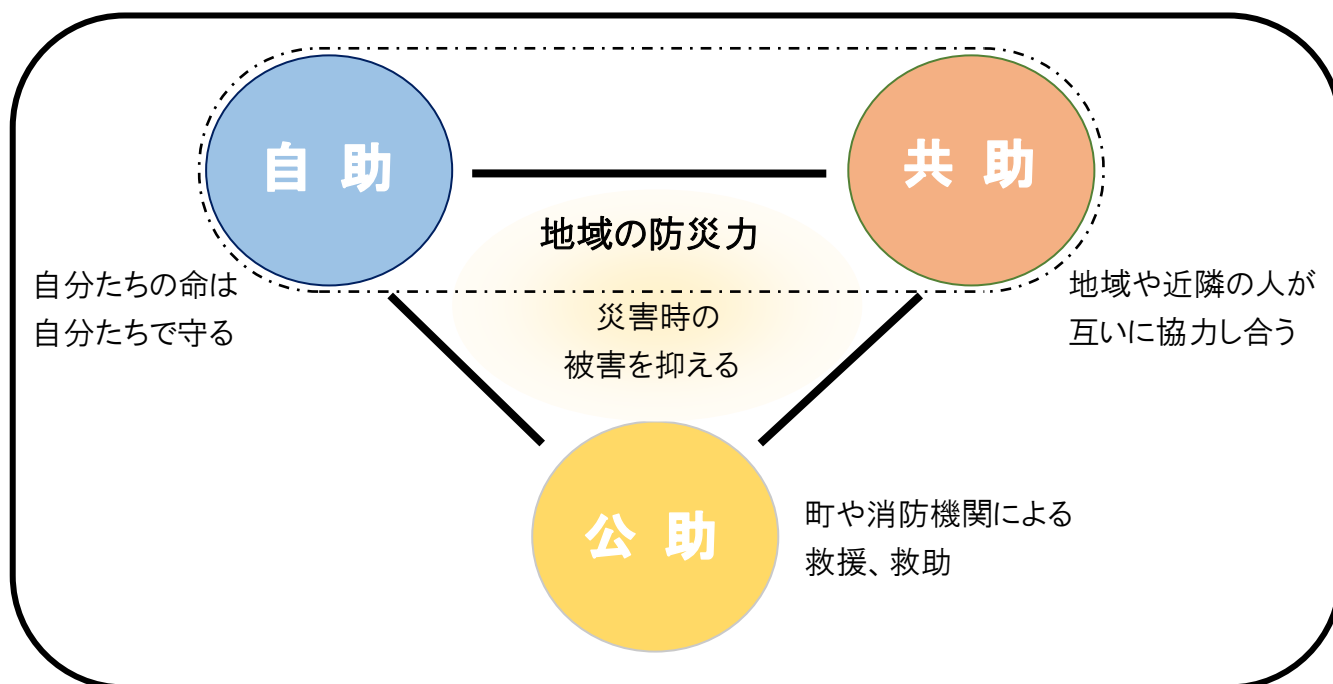 自 助
共 助
地域の防災力
自分たちの命は
自分たちで守る
災害時の
被害を抑える
地域や近隣の人が
互いに協力し合う
公 助
町や消防機関による
救援、救助